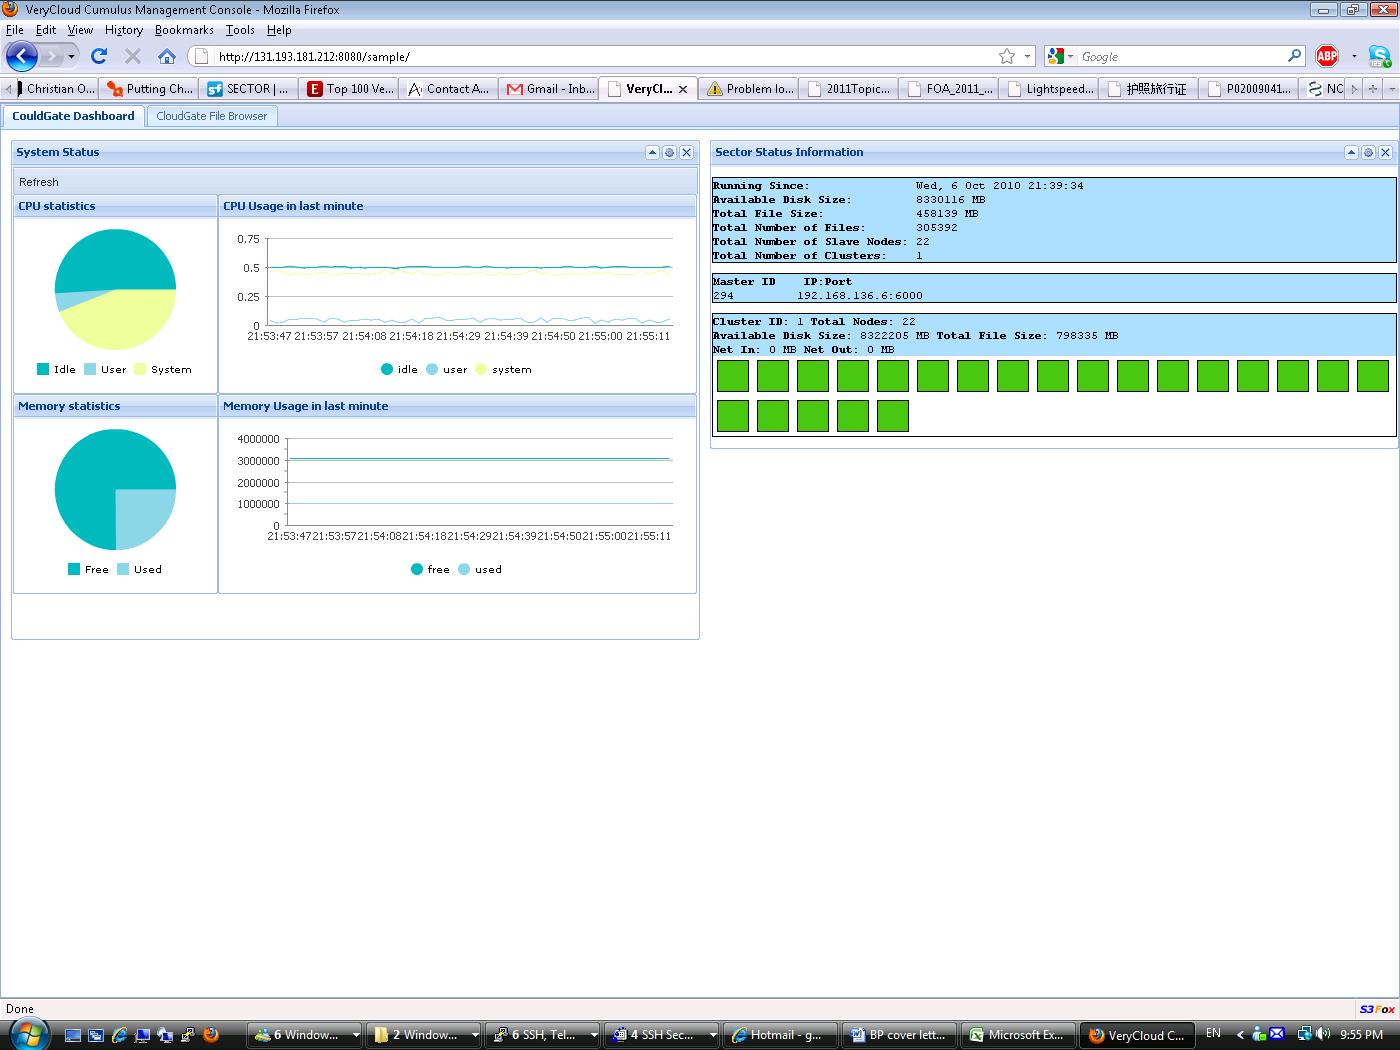 VeryCloud Cumulus Management Console - Mozilla Firefox
File Edit View History Bookmarks Tools Help
http://131.193.181.212:8080/sample/
Google
ABP
Christian O... Putting Ch... SECTOR | ... Top 100 Ve... Contact A... Gmail - Inb... VeryCl... Problem lo... 2011Topic... FOA_2011_... Lightspeed... 护照旅行证 P02009041... NC
CouldGate Dashboard CloudGate File Browser
System Status
Refresh
CPU statistics
Idle User System
CPU Usage in last minute
0.75
0.5
0.25
0
21:53:47 21:53:57 21:54:08 21:54:18 21:54:29 21:54:39 21:54:50 21:55:00 21:55:11
idle user system
Memory statistics
Free Used
Memory Usage in last minute
4000000
3000000
2000000
1000000
0
21:53:47 21:53:57 21:54:08 21:54:18 21:54:29 21:54:39 21:54:50 21:55:00 21:55:11
free used
Sector Status Information
Running Since: Wed, 6 Oct 2010 21:39:34
Available Disk Size: 8330116 MB
Total File Size: 458139 MB
Total Number of Files: 305392
Total Number of Slave Nodes: 22
Total Number of Clusters: 1
Master ID IP:Port
294 192.168.136.6:6000
Cluster ID: 1 Total Nodes: 22
Available Disk Size: 8322205 MB Total File Size: 798335 MB
Net In: 0 MB Net Out: 0 MB
Done
S3Fox
6 Window... 2 Window... 6 SSH, Tel... 4 SSH Sec... Hotmail - g... BP cover lett... Microsoft Ex... VeryCloud C... EN 9:55 PM